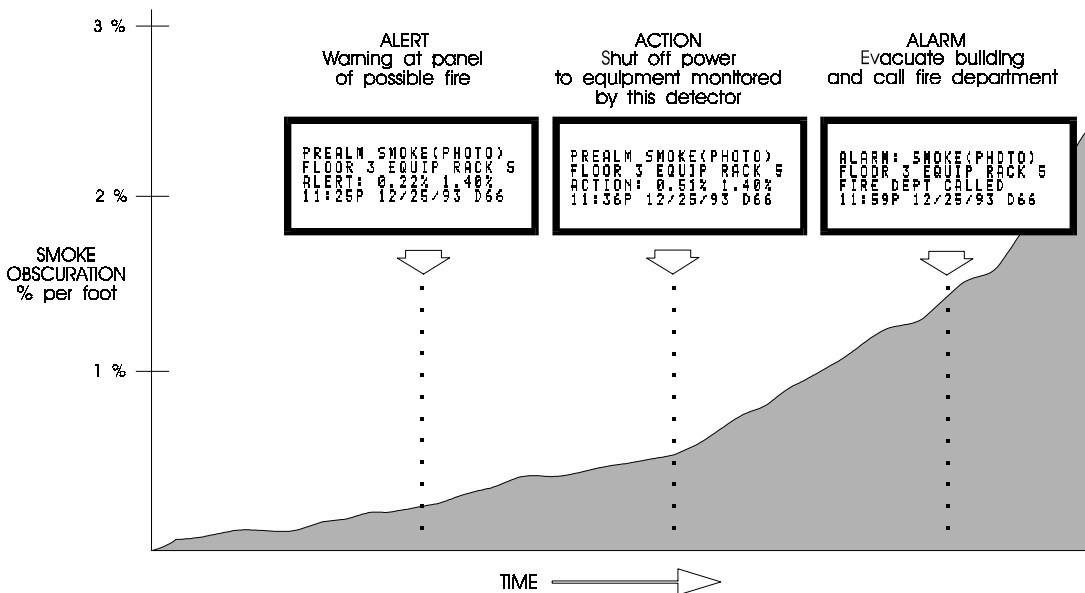 3 %
ALERT
Warning at panel
of possible fire
ACTION
Shut off power
to equipment monitored
by this detector
ALARM
Evacuate building
and call fire department
PREALM SMOKE(PHOTO)
FLOOR 3 EQUIP RACK 5
ALERT: 0.22% 1.40%
11:25P 12/25/93 D66
PREALM SMOKE(PHOTO)
FLOOR 3 EQUIP RACK 5
ACTION: 0.51% 1.40%
11:36P 12/25/93 D66
ALARM: SMOKE(PHOTO)
FLOOR 3 EQUIP RACK 5
FIRE DEPT CALLED
11:59P 12/25/93 D66
2 %
SMOKE
OBSCURATION
% per foot
1 %
TIME